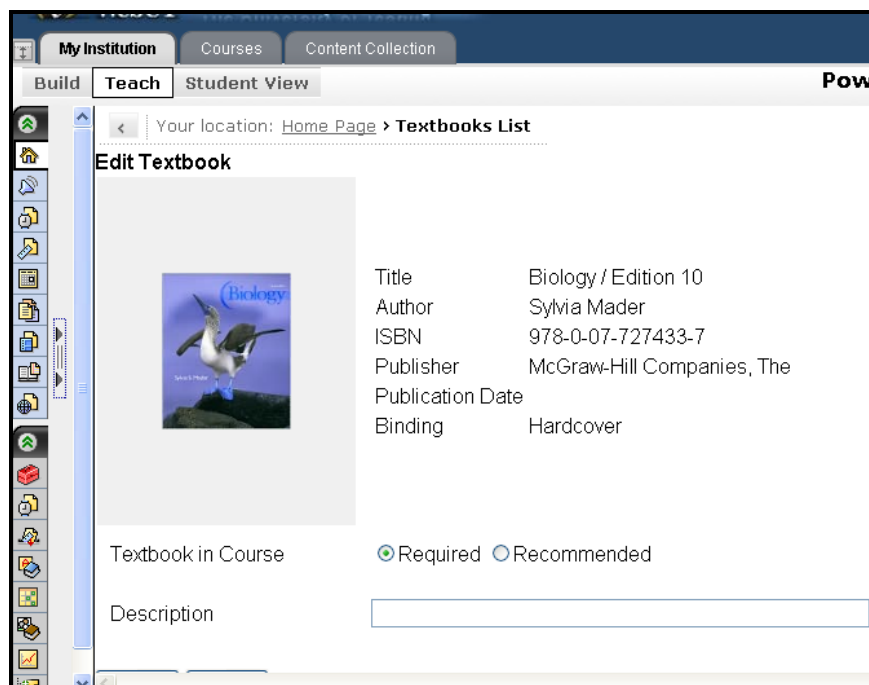 My Institution Courses Content Collection
Build Teach Student View Pow
Your location: Home Page › Textbooks List
Edit Textbook
Biology
Title Biology / Edition 10
Author Sylvia Mader
ISBN 978-0-07-727433-7
Publisher McGraw-Hill Companies, The
Publication Date
Binding Hardcover
Sylvia S. Mader
Textbook in Course Required Recommended
Description